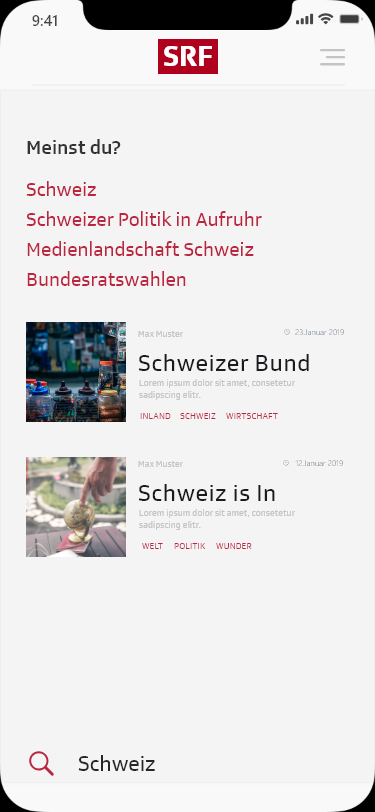 9:41
SRF
Meinst du?
Schweiz
Schweizer Politik in Aufruhr
Medienlandschaft Schweiz
Bundesratswahlen
Max Muster 23.Januar 2019
Schweizer Bund
Lorem ipsum dolor sit amet, consetetur
sadipscing elitr.
INLAND SCHWEIZ WIRTSCHAFT
Max Muster 12.Januar 2019
Schweiz is In
Lorem ipsum dolor sit amet, consetetur
sadipscing elitr.
WELT POLITIK WUNDER
Schweiz